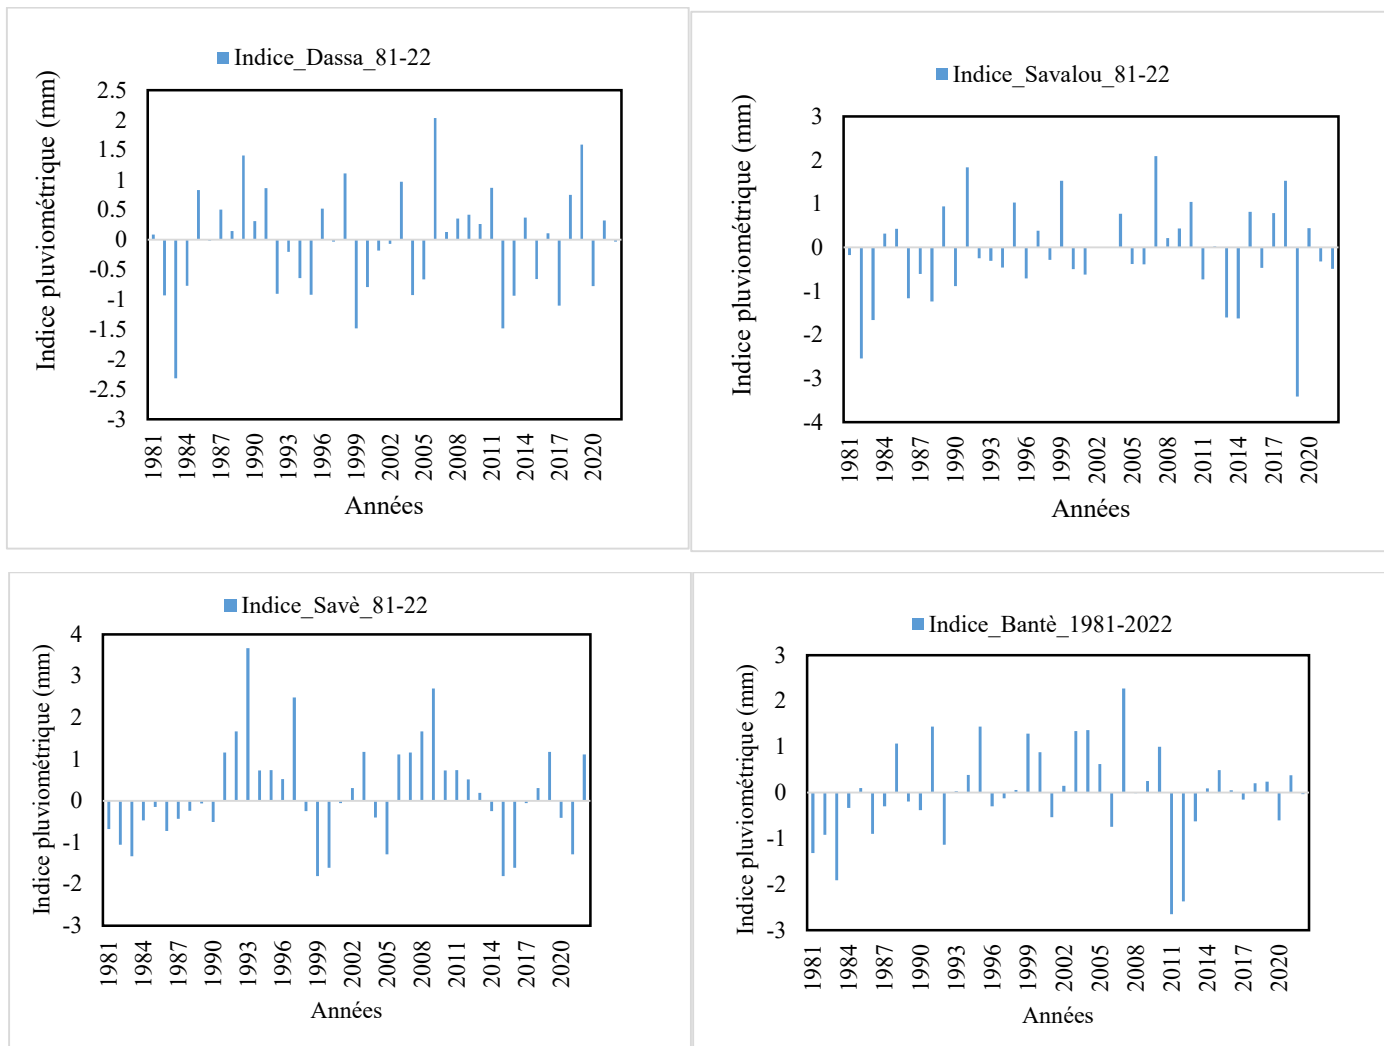 Indice_Dassa_81-22
Indice pluviométrique (mm)
2.5
2
1.5
1
0.5
0
-0.5
-1
-1.5
-2
-2.5
-3
1981 1984 1987 1990 1993 1996 1999 2002 2005 2008 2011 2014 2017 2020
Années
Indice_Savalou_81-22
Indice pluviométrique (mm)
3
2
1
0
-1
-2
-3
-4
1981 1984 1987 1990 1993 1996 1999 2002 2005 2008 2011 2014 2017 2020
Années
Indice_Savè_81-22
Indice pluviométrique (mm)
4
3
2
1
0
-1
-2
-3
1981 1984 1987 1990 1993 1996 1999 2002 2005 2008 2011 2014 2017 2020
Années
Indice_Bantè_1981-2022
Indice pluviométrique (mm)
3
2
1
0
-1
-2
-3
1981 1984 1987 1990 1993 1996 1999 2002 2005 2008 2011 2014 2017 2020
Années